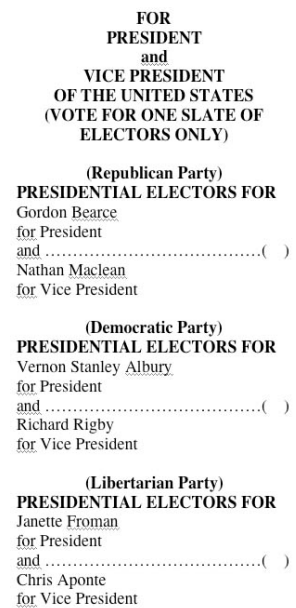 FOR
PRESIDENT
and
VICE PRESIDENT
OF THE UNITED STATES
(VOTE FOR ONE SLATE OF
ELECTORS ONLY)
(Republican Party)
PRESIDENTIAL ELECTORS FOR
Gordon Bearce
for President
and ......................................( )
Nathan Maclean
for Vice President
(Democratic Party)
PRESIDENTIAL ELECTORS FOR
Vernon Stanley Albury
for President
and ......................................( )
Richard Rigby
for Vice President
(Libertarian Party)
PRESIDENTIAL ELECTORS FOR
Janette Froman
for President
and ......................................( )
Chris Aponte
for Vice President